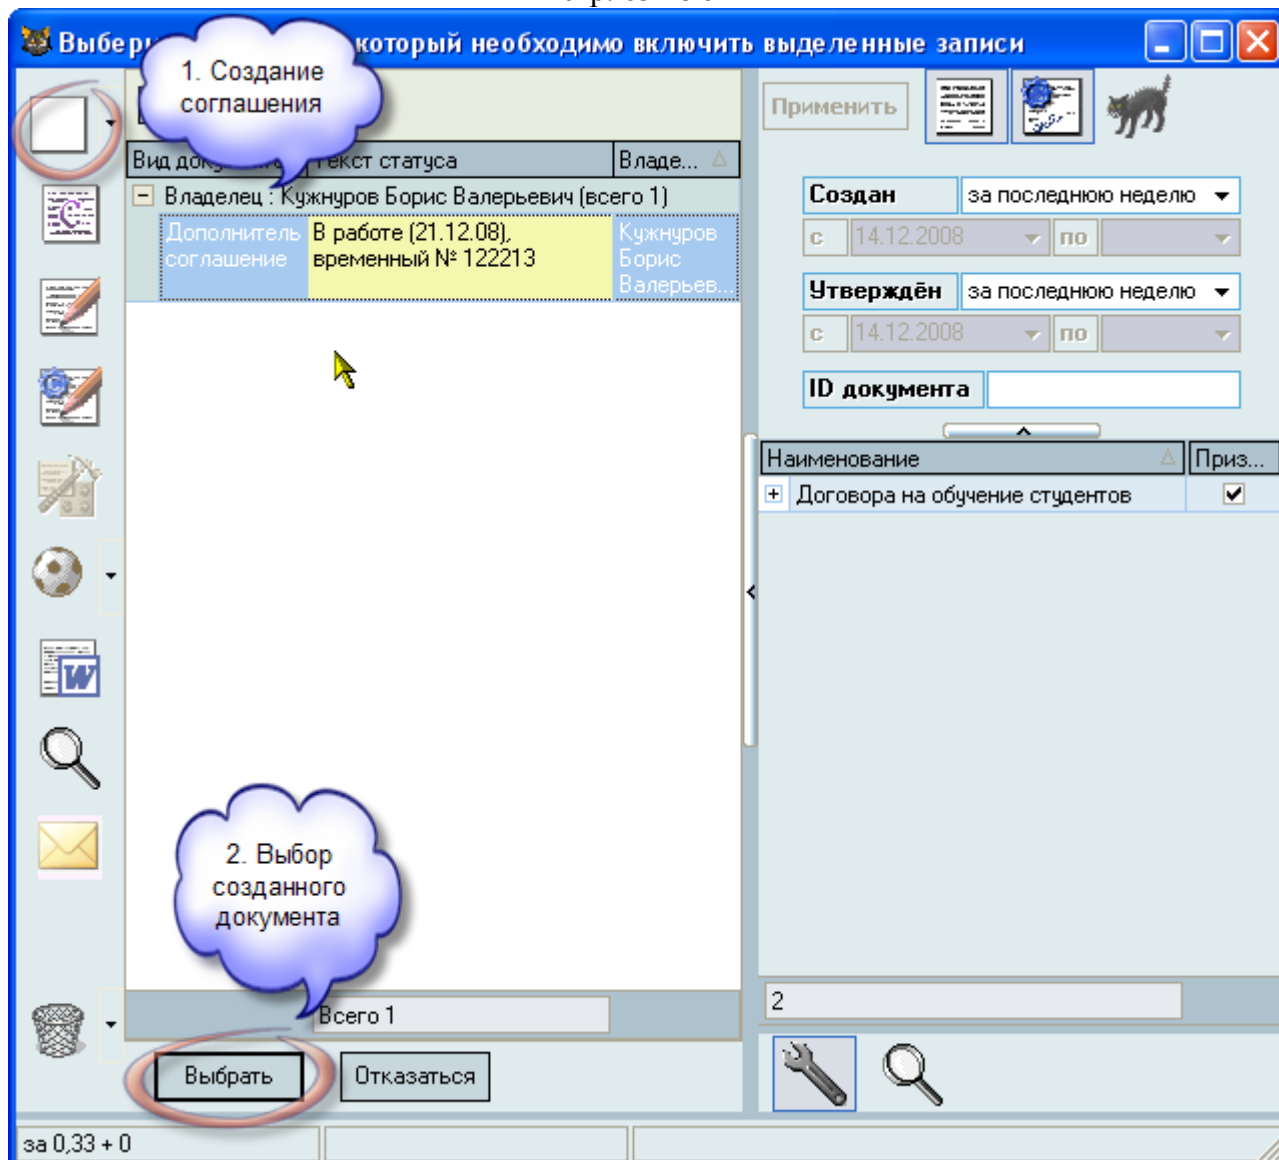 который необходимо включить выделенные записи
1. Создание
соглашения
Применить
Вид
текст статуса
Владе...
Владелец : Кужнуров Борис Валерьевич (всего 1)
Дополнитель
соглашение
В работе (21.12.08),
временный № 122213
Кужнуров
Борис
Валерьев...
Создан
за последнюю неделю
с
14.12.2008
по
Утверждён
за последнюю неделю
с
14.12.2008
по
ID документа
Наименование
Приз...
Договора на обучение студентов
2. Выбор
созданного
документа
Всего 1
2
Выбрать
Отказаться
за 0,33 + 0